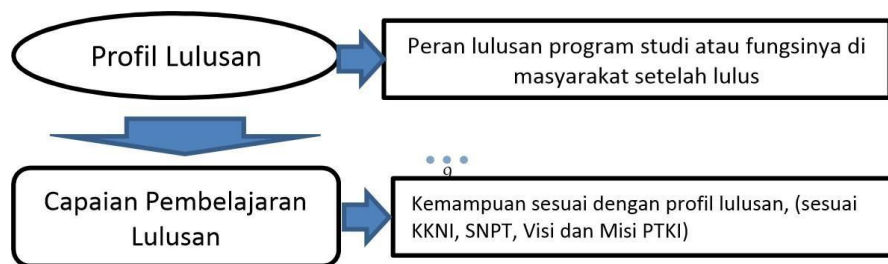 Profil Lulusan
Peran lulusan program studi atau fungsinya di
masyarakat setelah lulus
9
Capaian Pembelajaran
Lulusan
Kemampuan sesuai dengan profil lulusan, (sesuai
KKNI, SNPT, Visi dan Misi PTKI)